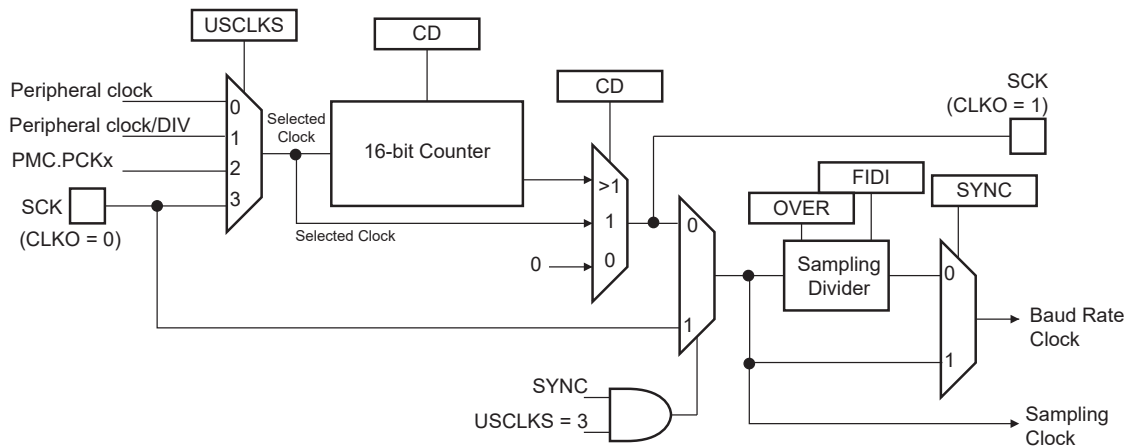 USCLKS
CD
CD
SCK
(CLKO = 1)
Peripheral clock
Peripheral clock/DIV
PMC.PCKx
SCK
(CLKO = 0)
0
1
2
3
Selected
Clock
16-bit Counter
Selected Clock
0
>1
1
0
0
1
FIDI
OVER
SYNC
Sampling
Divider
0
1
Baud Rate
Clock
SYNC
USCLKS = 3
Sampling
Clock